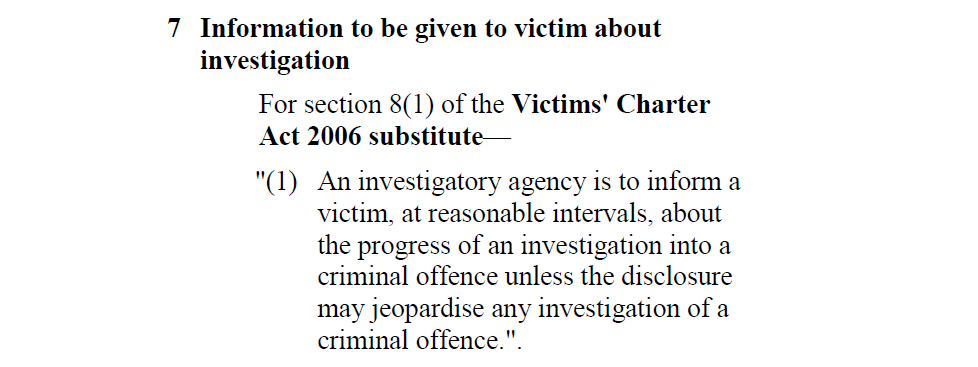 7 Information to be given to victim about
investigation
For section 8(1) of the Victims' Charter
Act 2006 substitute—
"(1) An investigatory agency is to inform a
victim, at reasonable intervals, about
the progress of an investigation into a
criminal offence unless the disclosure
may jeopardise any investigation of a
criminal offence.".